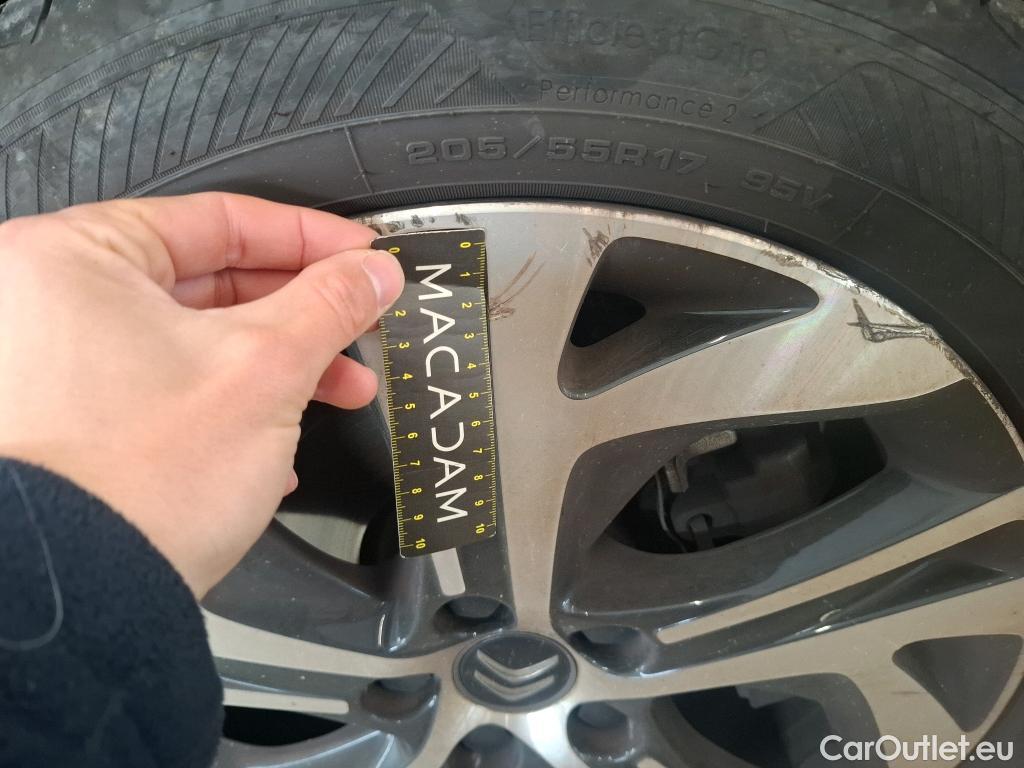 EfficientGrip
Performance 2
205/55R17 95V
0 1 2 3 4 5 6 7 8 9 10
MACADAM
0 2 3 4 5 6 7 8 9 10
CarOutlet.eu